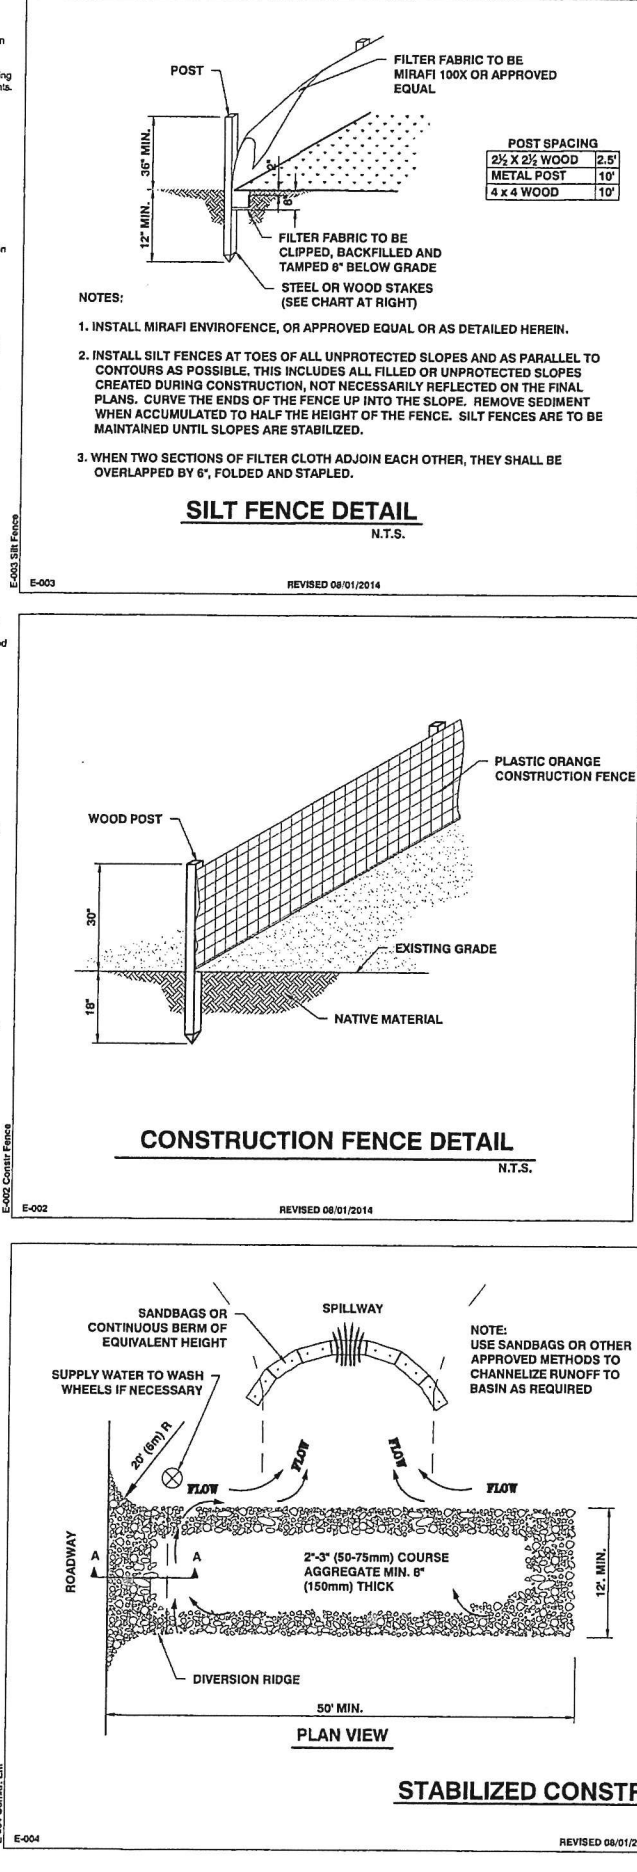 POST
FILTER FABRIC TO BE
MIRAFI 100X OR APPROVED
EQUAL
36" MIN.
12" MIN.
2"
POST SPACING
2½ X 2½ WOOD 2.5'
METAL POST 10'
4 x 4 WOOD 10'
FILTER FABRIC TO BE
CLIPPED, BACKFILLED AND
TAMPED 6" BELOW GRADE
STEEL OR WOOD STAKES
(SEE CHART AT RIGHT)
NOTES:
1. INSTALL MIRAFI ENVIROFENCE, OR APPROVED EQUAL OR AS DETAILED HEREIN.
2. INSTALL SILT FENCES AT TOES OF ALL UNPROTECTED SLOPES AND AS PARALLEL TO
CONTOURS AS POSSIBLE. THIS INCLUDES ALL FILLED OR UNPROTECTED SLOPES
CREATED DURING CONSTRUCTION, NOT NECESSARILY REFLECTED ON THE FINAL
PLANS. CURVE THE ENDS OF THE FENCE UP INTO THE SLOPE. REMOVE SEDIMENT
WHEN ACCUMULATED TO HALF THE HEIGHT OF THE FENCE. SILT FENCES ARE TO BE
MAINTAINED UNTIL SLOPES ARE STABILIZED.
3. WHEN TWO SECTIONS OF FILTER CLOTH ADJOIN EACH OTHER, THEY SHALL BE
OVERLAPPED BY 6", FOLDED AND STAPLED.
SILT FENCE DETAIL
N.T.S.
E-003 Silt Fence
E-003
REVISED 08/01/2014
PLASTIC ORANGE
CONSTRUCTION FENCE
WOOD POST
30"
18"
EXISTING GRADE
NATIVE MATERIAL
CONSTRUCTION FENCE DETAIL
N.T.S.
E-002 Constr Fence
E-002
REVISED 08/01/2014
SANDBAGS OR
CONTINUOUS BERM OF
EQUIVALENT HEIGHT
SPILLWAY
NOTE:
USE SANDBAGS OR OTHER
APPROVED METHODS TO
CHANNELIZE RUNOFF TO
BASIN AS REQUIRED
SUPPLY WATER TO WASH
WHEELS IF NECESSARY
20' (6m) R
FLOW
FLOW
FLOW
FLOW
ROADWAY
A
A
2"-3" (50-75mm) COURSE
AGGREGATE MIN. 6"
(150mm) THICK
12'. MIN.
DIVERSION RIDGE
50' MIN.
PLAN VIEW
STABILIZED CONSTR
E-004
REVISED 08/01/2